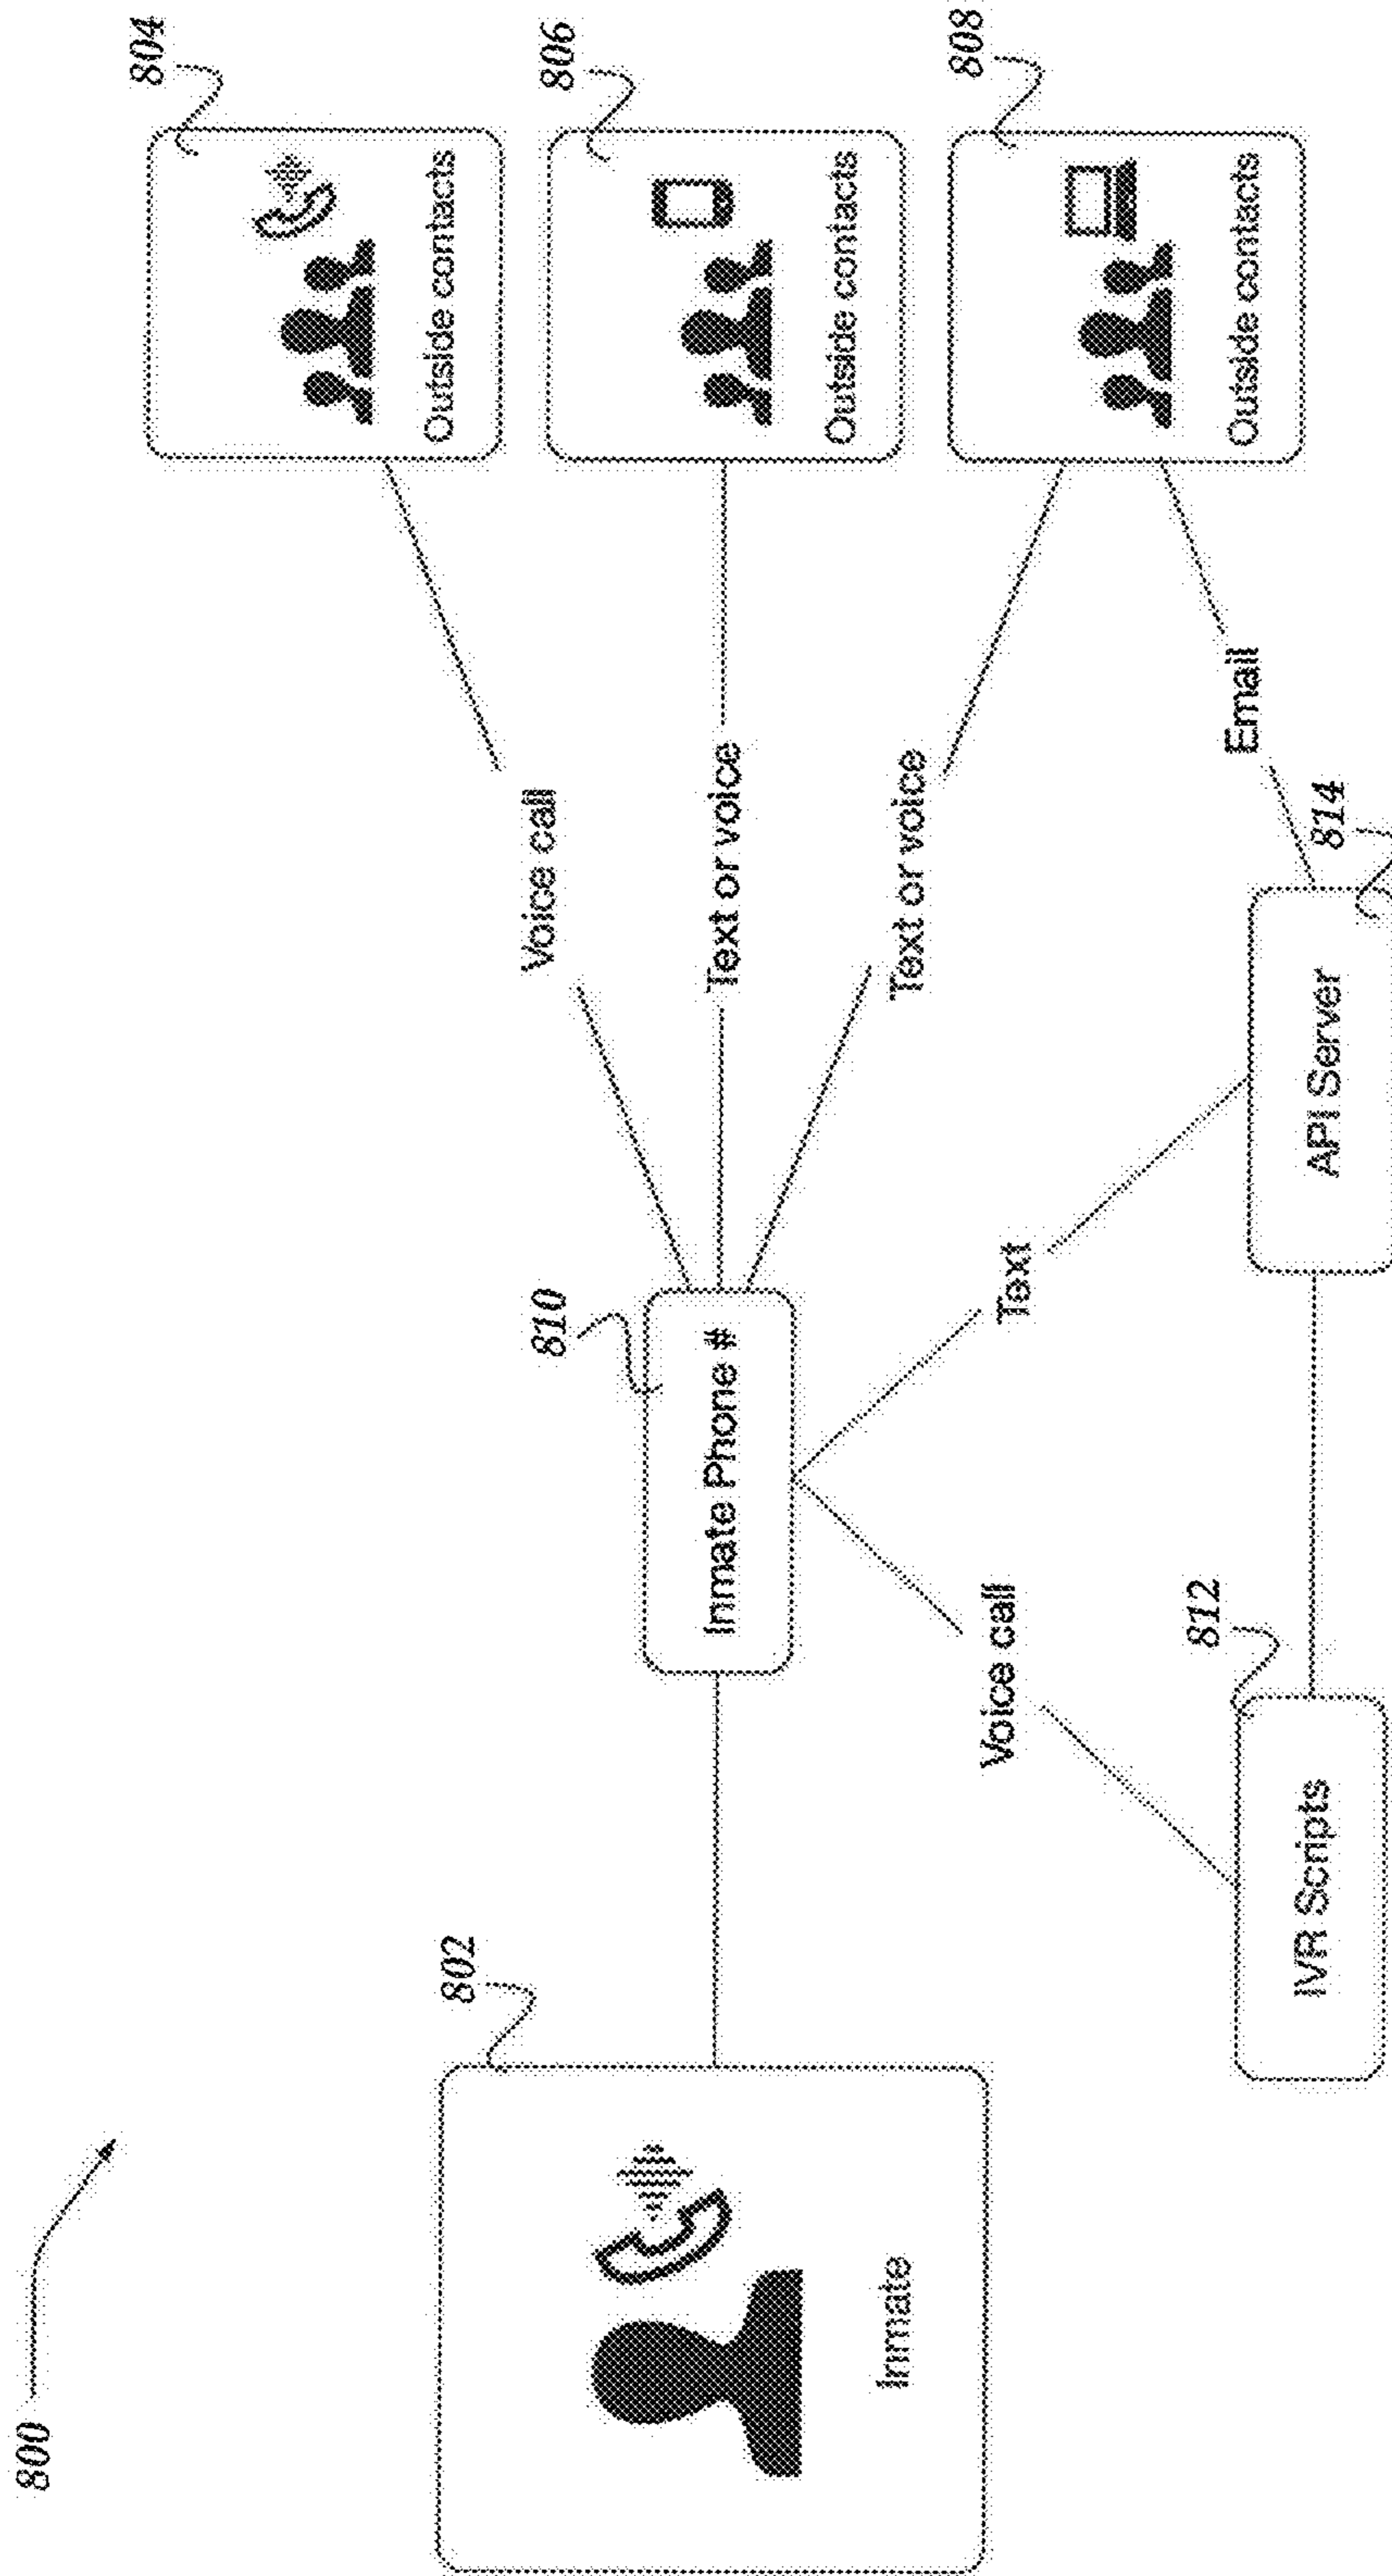 800
802
Inmate
810
Inmate Phone #
Voice call
Text or voice
Text or voice
804
Outside contacts
806
Outside contacts
808
Outside contacts
Email
Voice call
Text
812
IVR Scripts
814
API Server